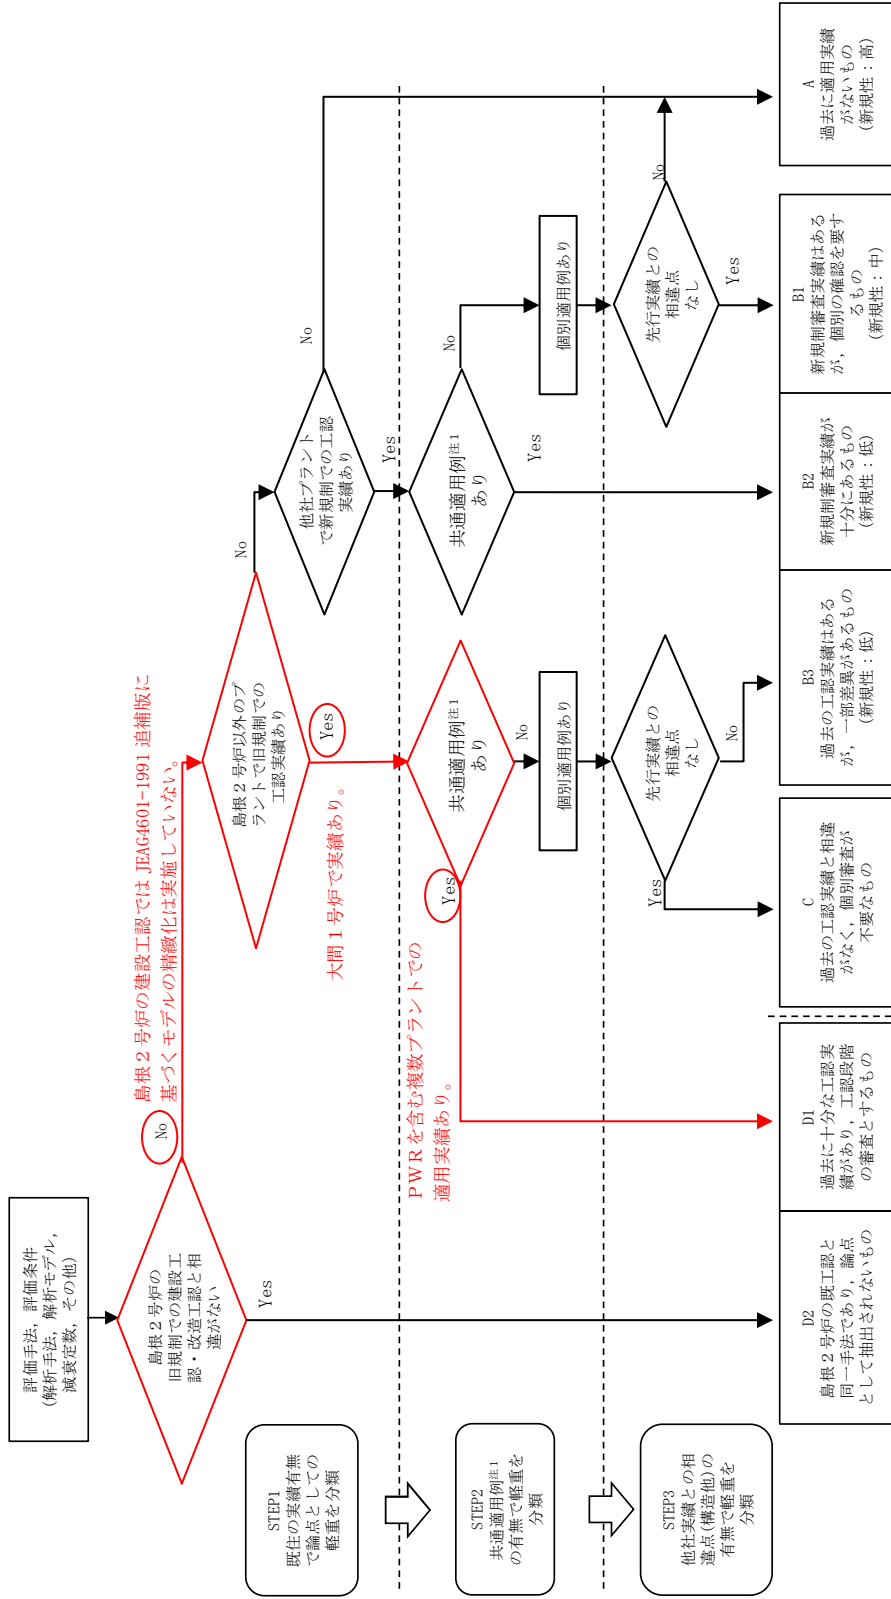 評価手法，評価条件
(解析手法，解析モデル，
減衰定数，その他)
島根２号炉の
旧規制での建設工
認・改造工認と相
違がない
No
Yes
島根２号炉の建設工認では JEAG4601-1991 追補版に
基づくモデルの精緻化は実施していない。
島根２号炉以外のプ
ラントで旧規制での
工認実績あり
No
Yes
大間１号炉で実績あり。
他社プラント
で新規制での工認
実績あり
No
Yes
STEP1
既往の実績有無
で論点としての
軽重を分類
STEP2
共通適用例注1
の有無で軽重を
分類
STEP3
他社実績との相
違点(構造他)の
有無で軽重を
分類
PWRを含む複数プラントでの
適用実績あり。
共通適用例注1
あり
Yes
No
個別適用例あり
先行実績との
相違点
なし
Yes
No
共通適用例注1
あり
Yes
No
個別適用例あり
先行実績との
相違点
なし
No
Yes
D2
島根２号炉の既工認と
同一手法であり，論点
として抽出されないもの
D1
過去に十分な工認実
績があり，工認段階
の審査とするもの
C
過去の工認実績と相違
がなく，個別審査が
不要なもの
B3
過去の工認実績はある
が，一部差異があるもの
(新規性：低)
B2
新規制審査実績が
十分にあるもの
(新規性：低)
B1
新規制審査実績はある
が，個別の確認を要す
るもの
(新規性：中)
A
過去に適用実績
がないもの
(新規性：高)